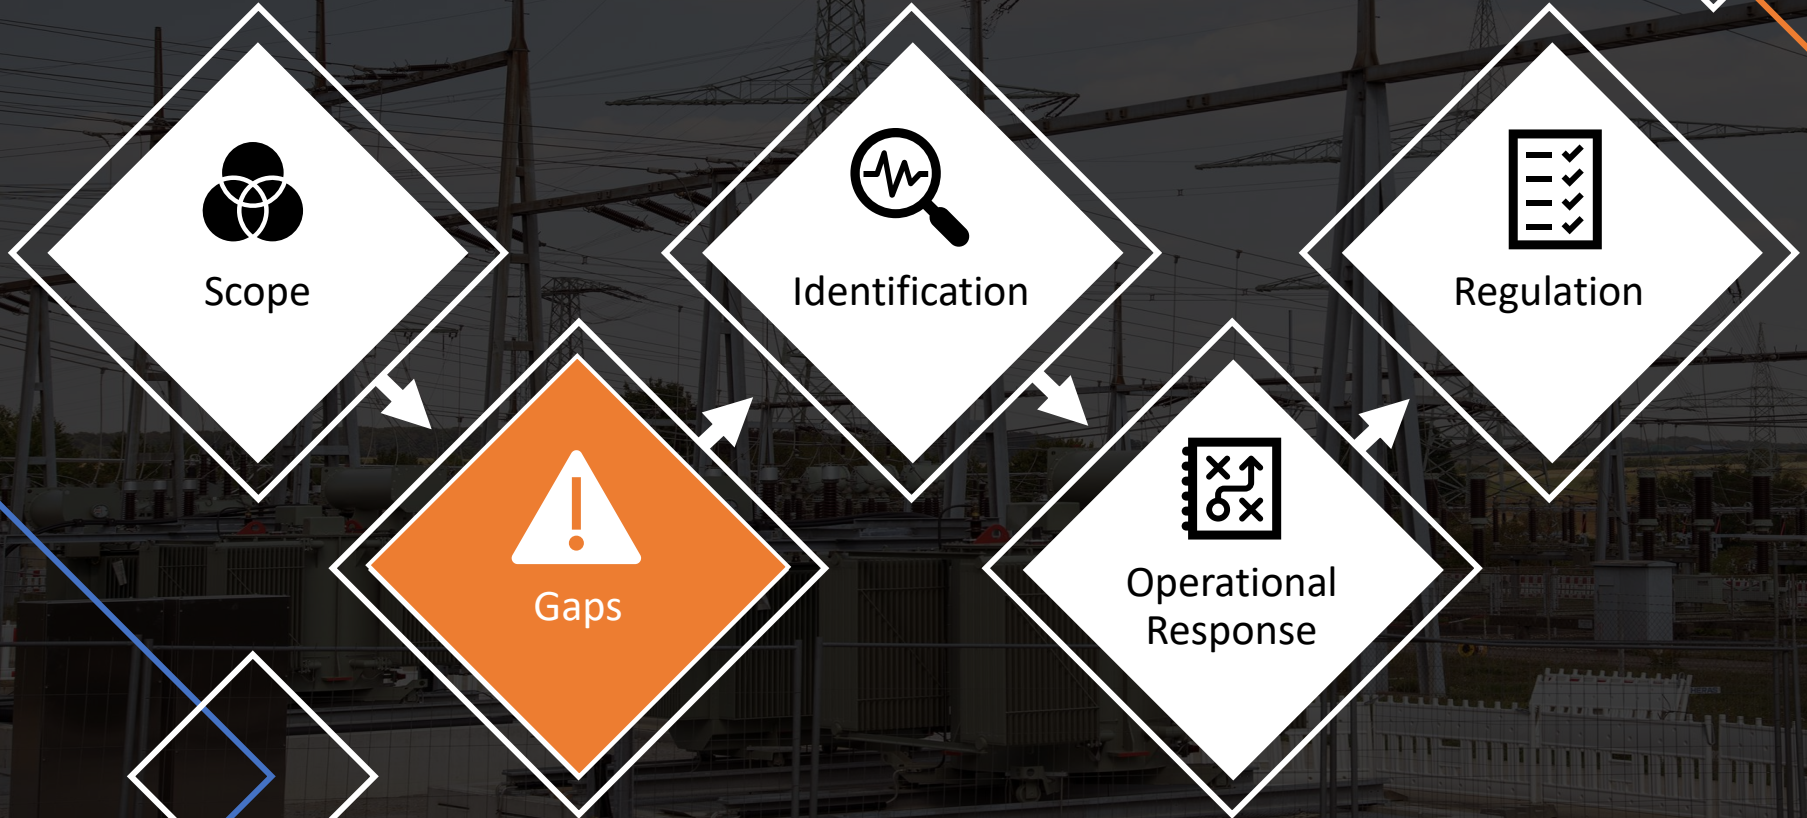 Scope
Gaps
Identification
Operational
Response
Regulation